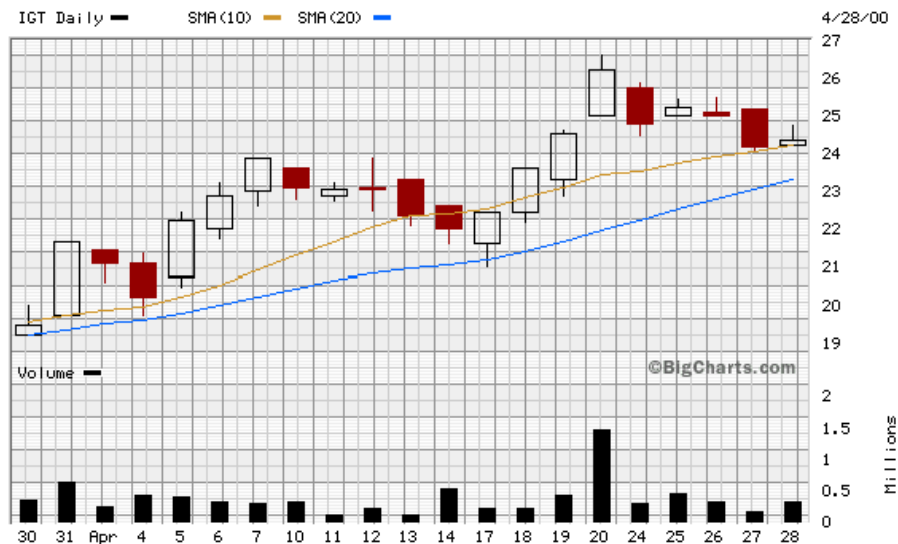 IGT Daily SMA(10) SMA(20) 4/28/00
27
26
25
24
23
22
21
20
19
©BigCharts.com
Volume
2
1.5
1
0.5
0
Millions
30 31 Apr 4 5 6 7 10 11 12 13 14 17 18 19 20 24 25 26 27 28